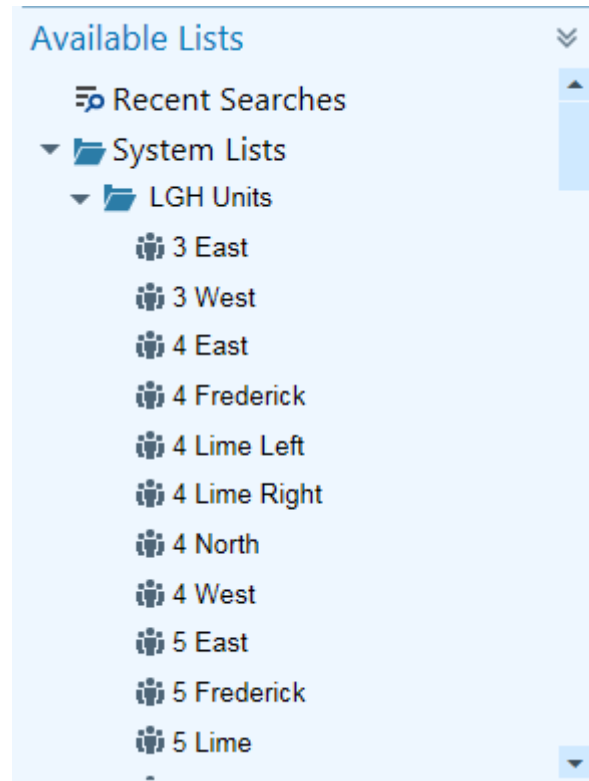 Available Lists
Recent Searches
System Lists
LGH Units
3 East
3 West
4 East
4 Frederick
4 Lime Left
4 Lime Right
4 North
4 West
5 East
5 Frederick
5 Lime